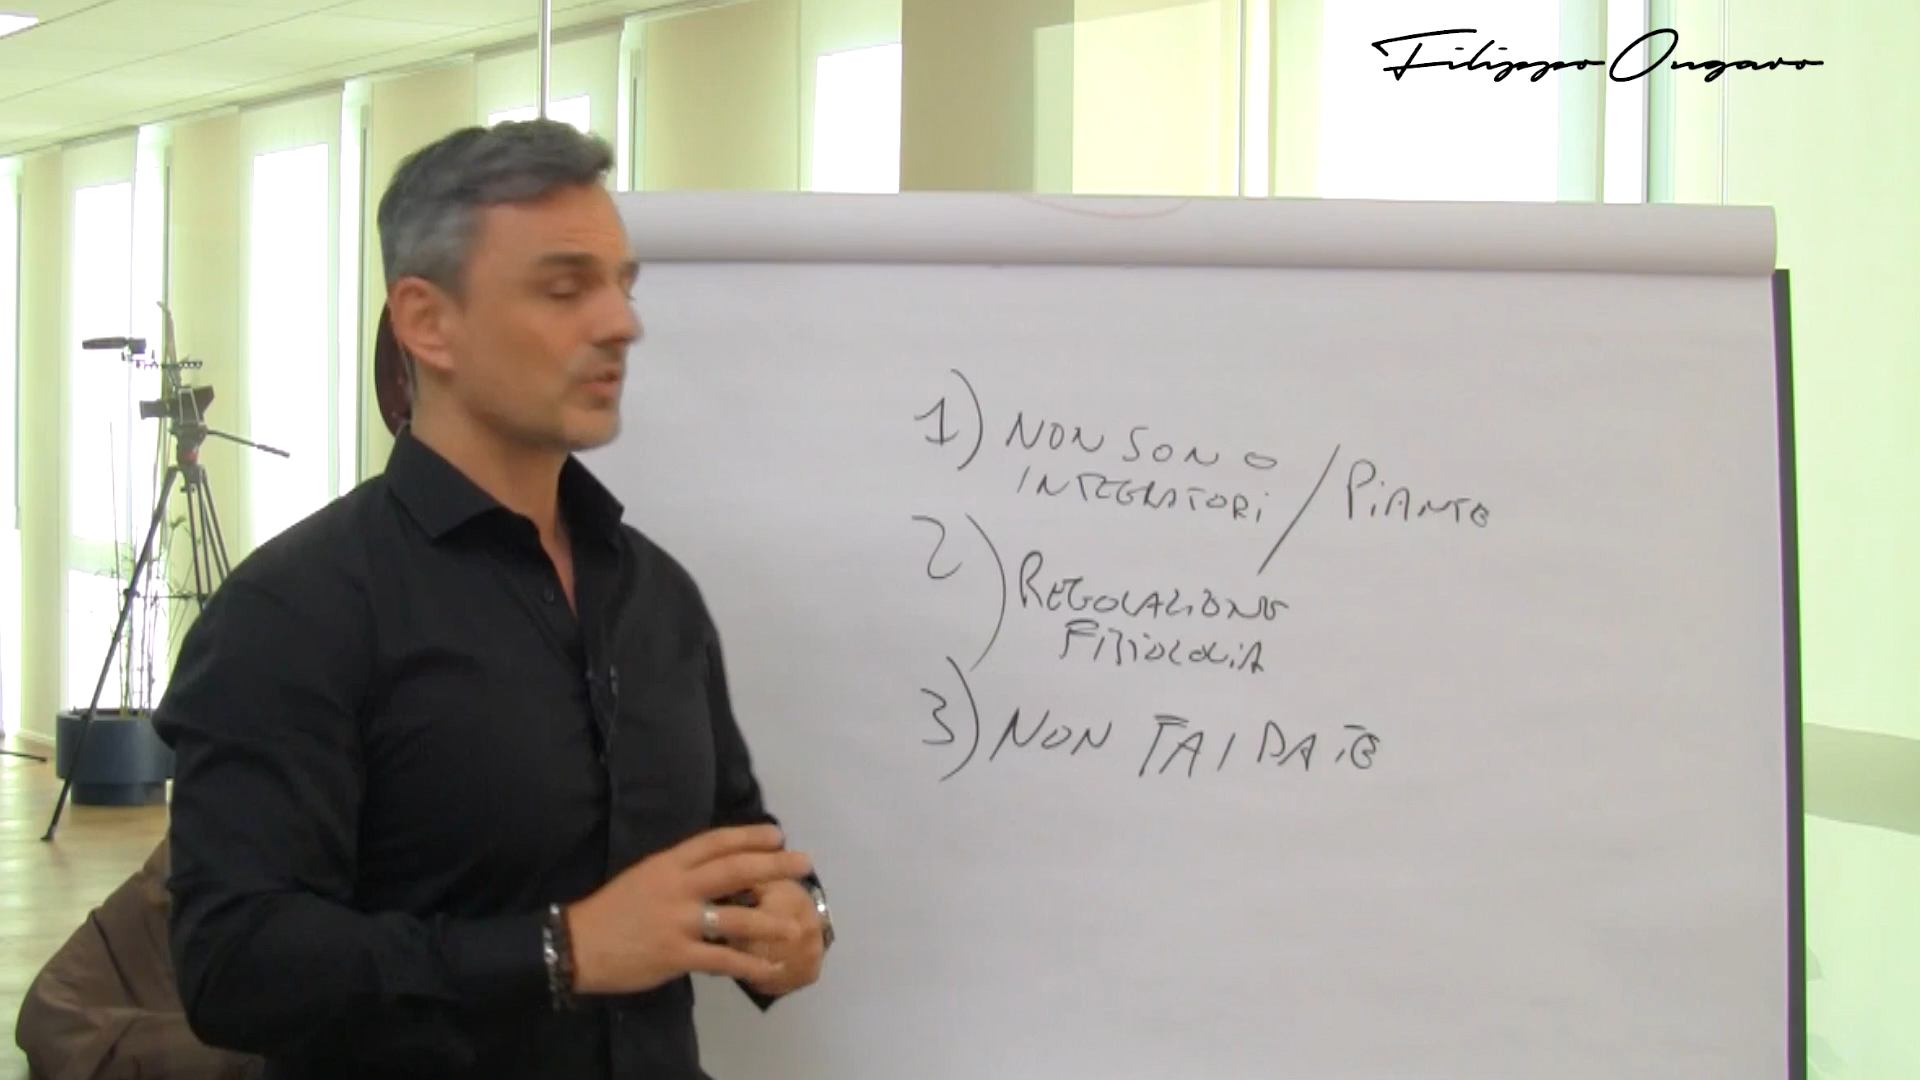 Filippo Ongaro
1) NON SONO
INTEGRATORI / PIANTE
2) REGOLAZIONE
FISIOLOGIA
3) NON FAI DA TE